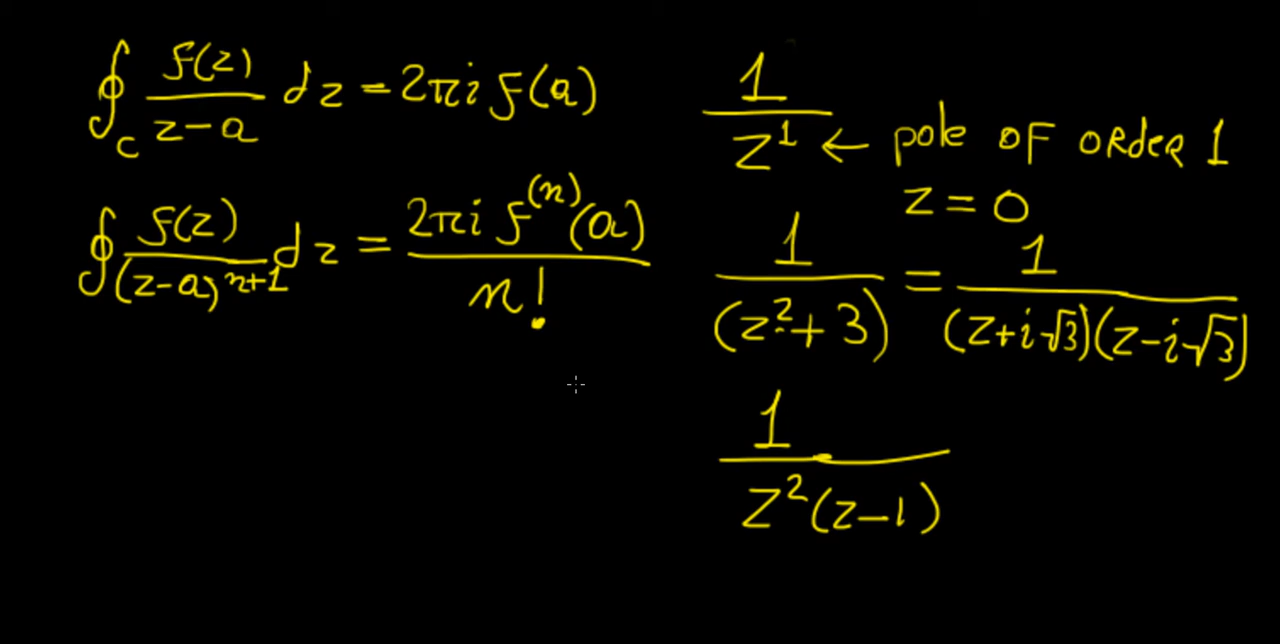 ∮_C f(z)/(z-a) dz = 2πi f(a)
∮ f(z)/(z-a)^(n+1) dz = 2πi f^(n)(a)/n!
1/z^1 ← pole of order 1
z = 0
1/(z^2+3) = 1/((z+i√3)(z-i√3))
1/(z^2(z-1))